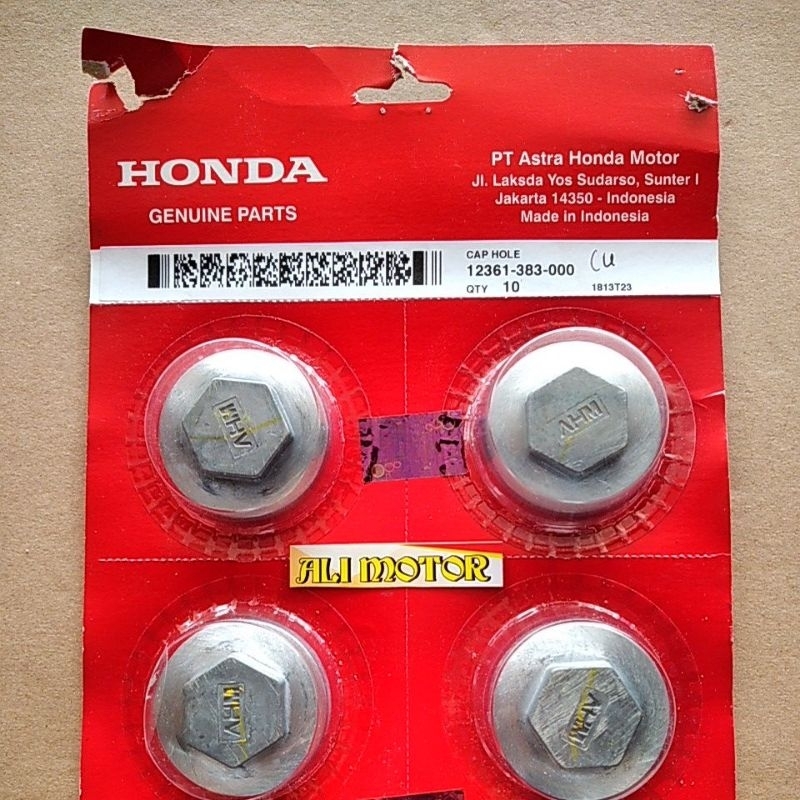 HONDA
GENUINE PARTS
PT Astra Honda Motor
Jl. Laksda Yos Sudarso, Sunter I
Jakarta 14350 - Indonesia
Made in Indonesia
CAP HOLE
12361-383-000
QTY 10
1813T23
CU
AHM
AHM
ALI MOTOR
AHM
AHM